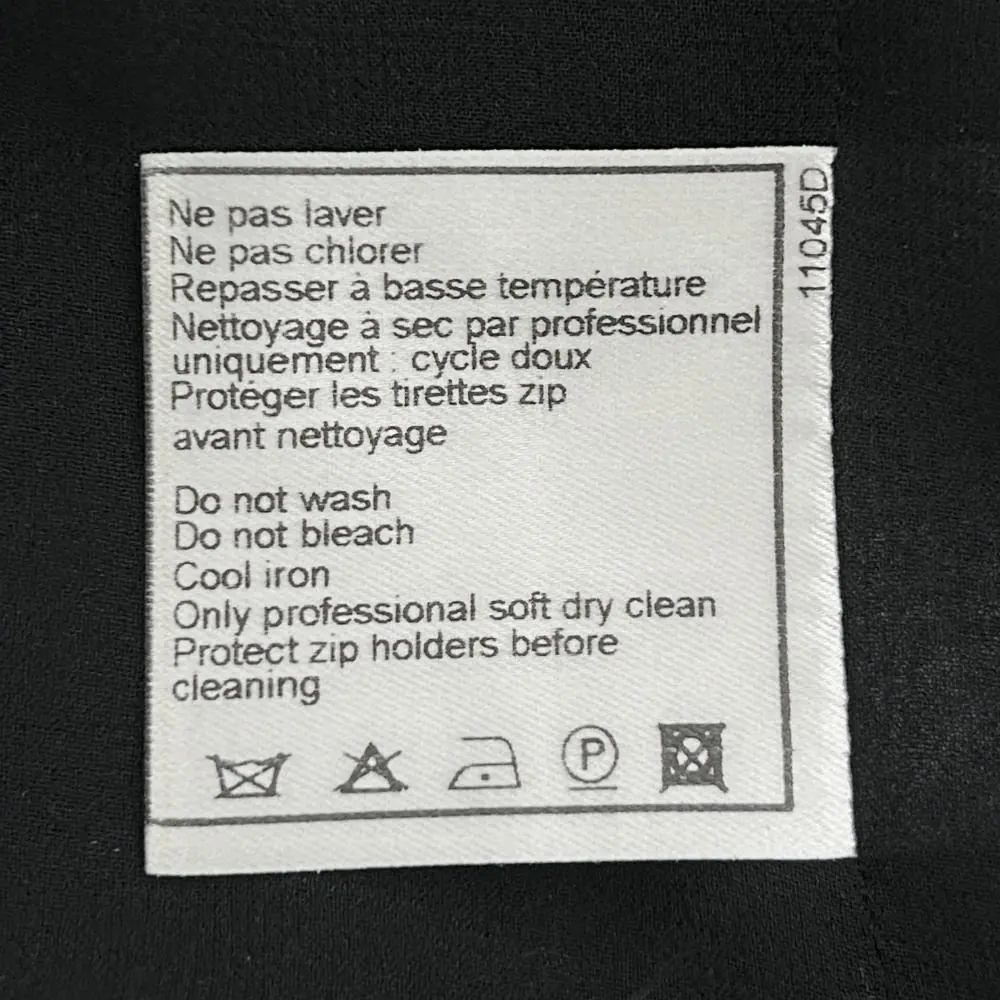 Ne pas laver
Ne pas chlorer
Repasser à basse température
Nettoyage à sec par professionnel
uniquement : cycle doux
Protéger les tirettes zip
avant nettoyage
Do not wash
Do not bleach
Cool iron
Only professional soft dry clean
Protect zip holders before
cleaning
P
11045D